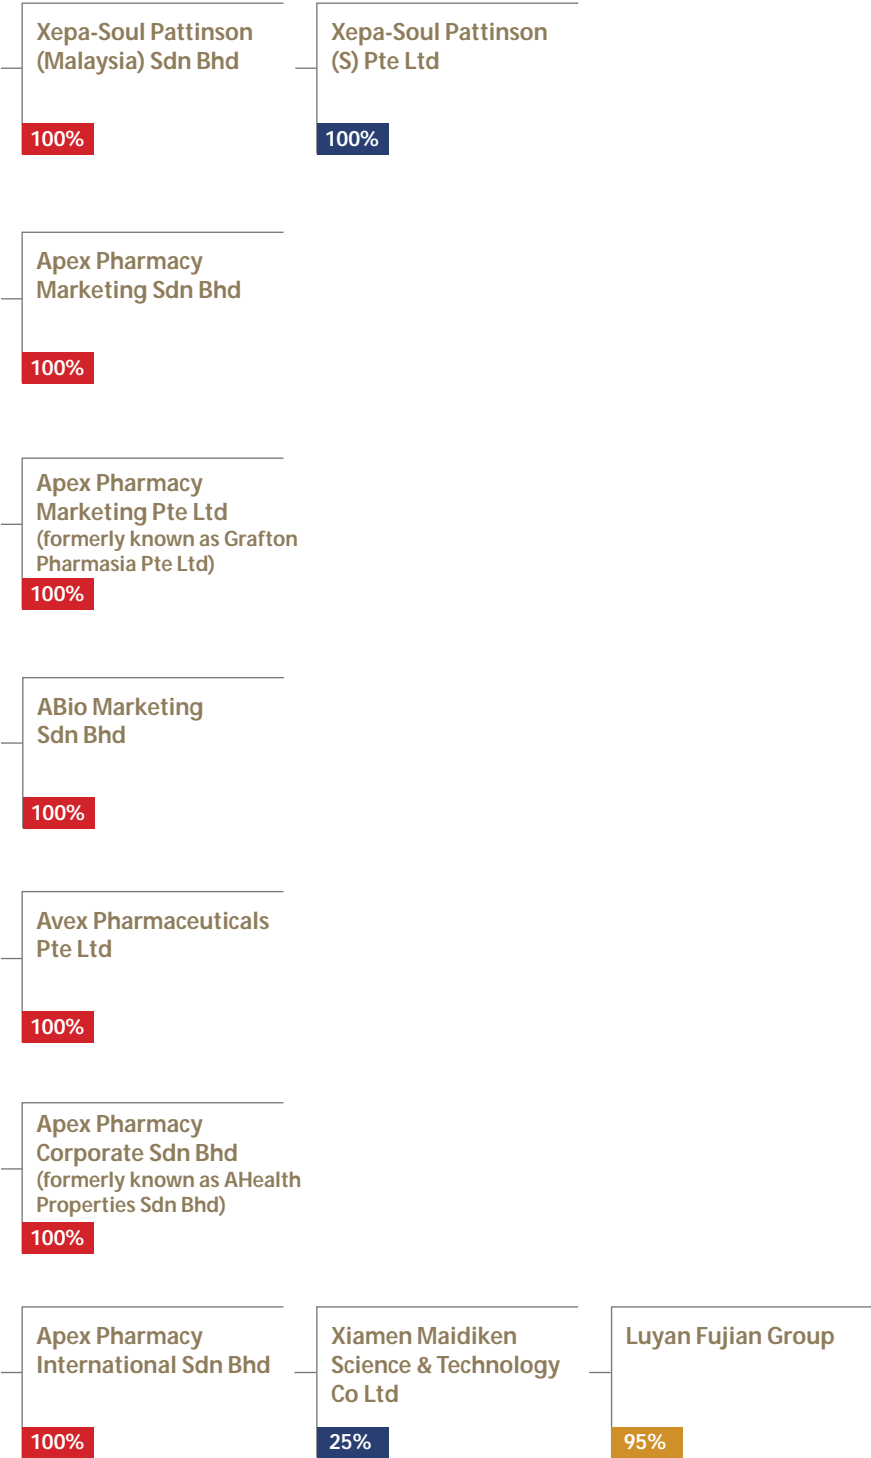 Xepa-Soul Pattinson
(Malaysia) Sdn Bhd
100%
Xepa-Soul Pattinson
(S) Pte Ltd
100%
Apex Pharmacy
Marketing Sdn Bhd
100%
Apex Pharmacy
Marketing Pte Ltd
(formerly known as Grafton
Pharmasia Pte Ltd)
100%
ABio Marketing
Sdn Bhd
100%
Avex Pharmaceuticals
Pte Ltd
100%
Apex Pharmacy
Corporate Sdn Bhd
(formerly known as AHealth
Properties Sdn Bhd)
100%
Apex Pharmacy
International Sdn Bhd
100%
Xiamen Maidiken
Science & Technology
Co Ltd
25%
Luyan Fujian Group
95%